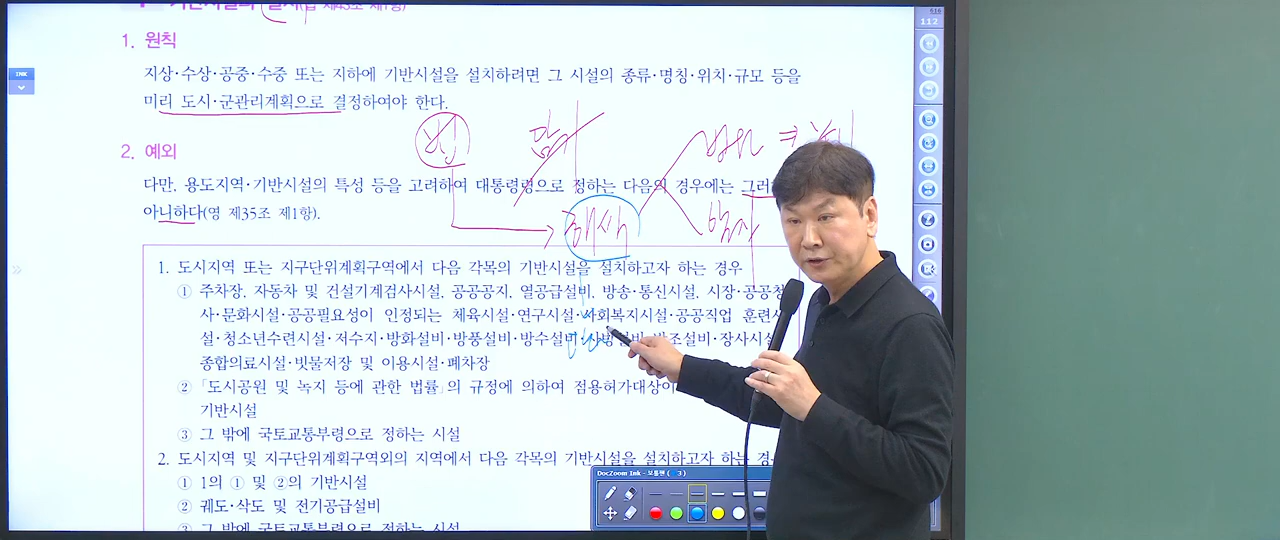 (법 제43조 제1항)
616
112
INK
1. 원칙
지상·수상·공중·수중 또는 지하에 기반시설을 설치하려면 그 시설의 종류·명칭·위치·규모 등을
미리 도시·군관리계획으로 결정하여야 한다.
법
2. 예외
다만, 용도지역·기반시설의 특성 등을 고려하여 대통령령으로 정하는 다음의 경우에는
아니하다(영 제35조 제1항).
해석
1. 도시지역 또는 지구단위계획구역에서 다음 각목의 기반시설을 설치하고자 하는 경우
① 주차장, 자동차 및 건설기계검사시설, 공공공지, 열공급설비, 방송·통신시설, 시장·공공청
사·문화시설·공공필요성이 인정되는 체육시설·연구시설·사회복지시설·공공직업 훈련시
설·청소년수련시설·저수지·방화설비·방풍설비·방수설비·사방설비·방조설비·장사시설
종합의료시설·빗물저장 및 이용시설·폐차장
② 「도시공원 및 녹지 등에 관한 법률」의 규정에 의하여 점용허가대상이
기반시설
③ 그 밖에 국토교통부령으로 정하는 시설
2. 도시지역 및 지구단위계획구역외의 지역에서 다음 각목의 기반시설을 설치하고자 하는
① 1의 ① 및 ②의 기반시설
② 궤도·삭도 및 전기공급설비
③ 그 밖에 국토교통부령으로 정하는 시설
DocZoom Ink - 보통펜 ( 3)